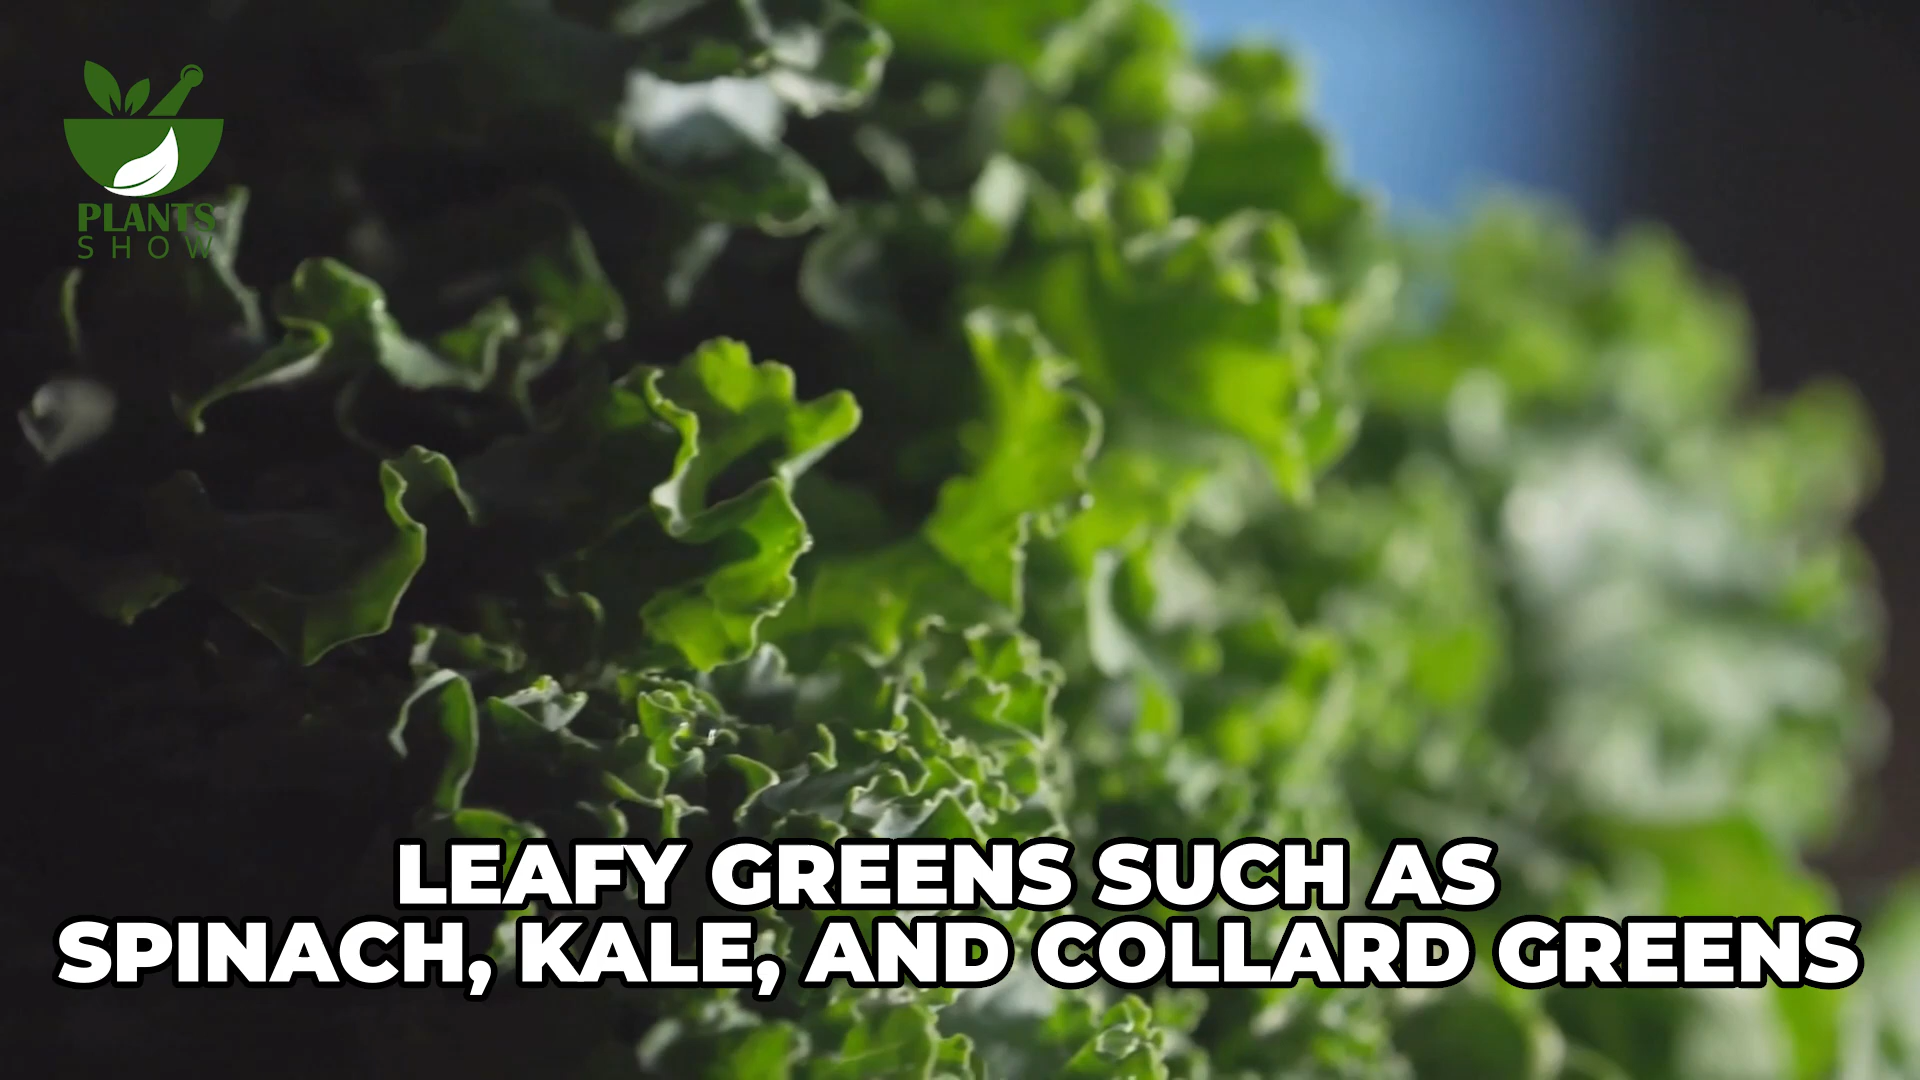 PLANTS
SHOW
LEAFY GREENS SUCH AS
SPINACH, KALE, AND COLLARD GREENS